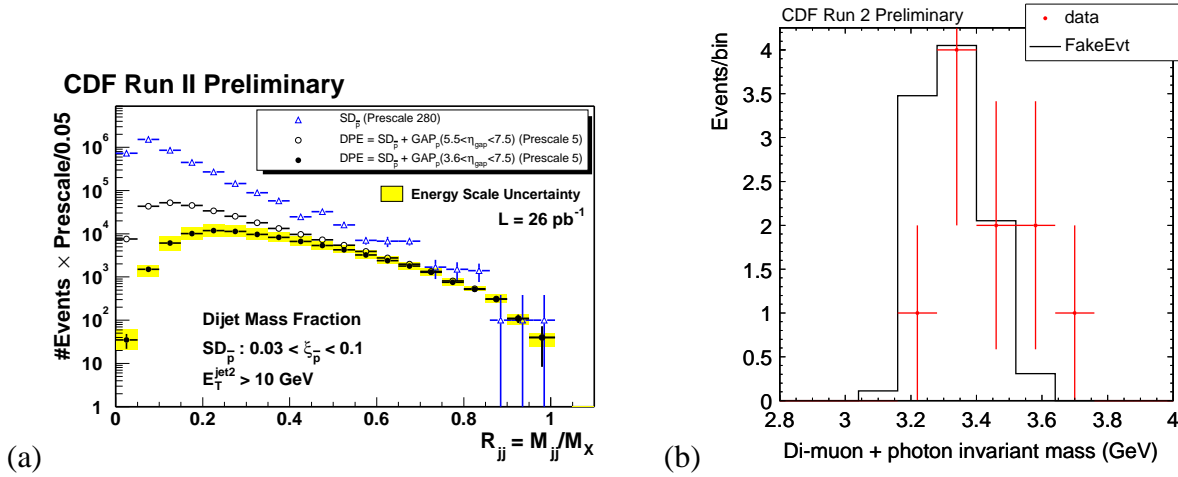 CDF Run II Preliminary
#Events × Prescale/0.05
10⁶
10⁵
10⁴
10³
10²
10
1
SD_p̅ (Prescale 280)
DPE = SD_p̅ + GAP_p(5.5<η_gap<7.5) (Prescale 5)
DPE = SD_p̅ + GAP_p(3.6<η_gap<7.5) (Prescale 5)
Energy Scale Uncertainty
L = 26 pb⁻¹
Dijet Mass Fraction
SD_p̅ : 0.03 < ξ_p̅ < 0.1
E_T^jet2 > 10 GeV
0 0.2 0.4 0.6 0.8 1
R_jj = M_jj/M_X
(a)
CDF Run 2 Preliminary
data
FakeEvt
Events/bin
4
3.5
3
2.5
2
1.5
1
0.5
0
2.8 3 3.2 3.4 3.6 3.8 4
Di-muon + photon invariant mass (GeV)
(b)